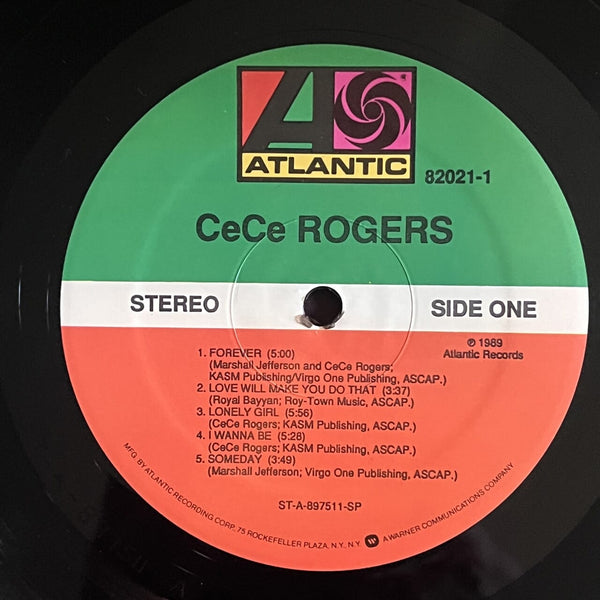 ATLANTIC
82021-1
CeCe ROGERS
STEREO
SIDE ONE
℗ 1989
Atlantic Records
1. FOREVER (5:00)
(Marshall Jefferson and CeCe Rogers;
KASM Publishing/Virgo One Publishing, ASCAP.)
2. LOVE WILL MAKE YOU DO THAT (3:37)
(Royal Bayyan; Roy-Town Music, ASCAP.)
3. LONELY GIRL (5:56)
(CeCe Rogers; KASM Publishing, ASCAP.)
4. I WANNA BE (5:28)
(CeCe Rogers; KASM Publishing, ASCAP.)
5. SOMEDAY (3:49)
(Marshall Jefferson; Virgo One Publishing, ASCAP.)
ST-A-897511-SP
MFG. BY ATLANTIC RECORDING CORP., 75 ROCKEFELLER PLAZA, N.Y., N.Y. A WARNER COMMUNICATIONS COMPANY